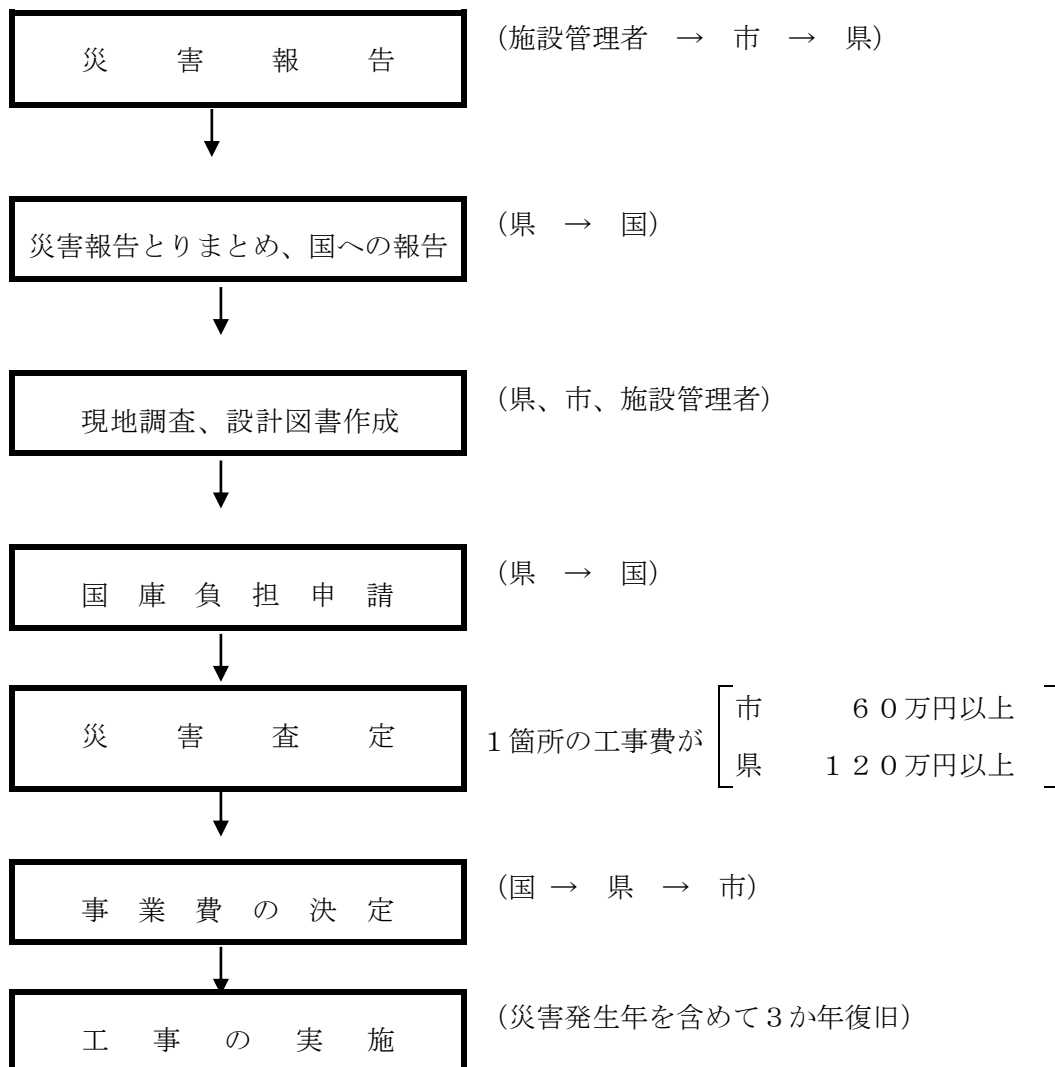 災　害　報　告
（施設管理者　→　市　→　県）
災害報告とりまとめ、国への報告
（県　→　国）
現地調査、設計図書作成
（県、市、施設管理者）
国　庫　負　担　申　請
（県　→　国）
災　害　査　定
１箇所の工事費が
市　　６０万円以上
県　１２０万円以上
事　業　費　の　決　定
（国 →　県　→　市）
工　事　の　実　施
（災害発生年を含めて３か年復旧）